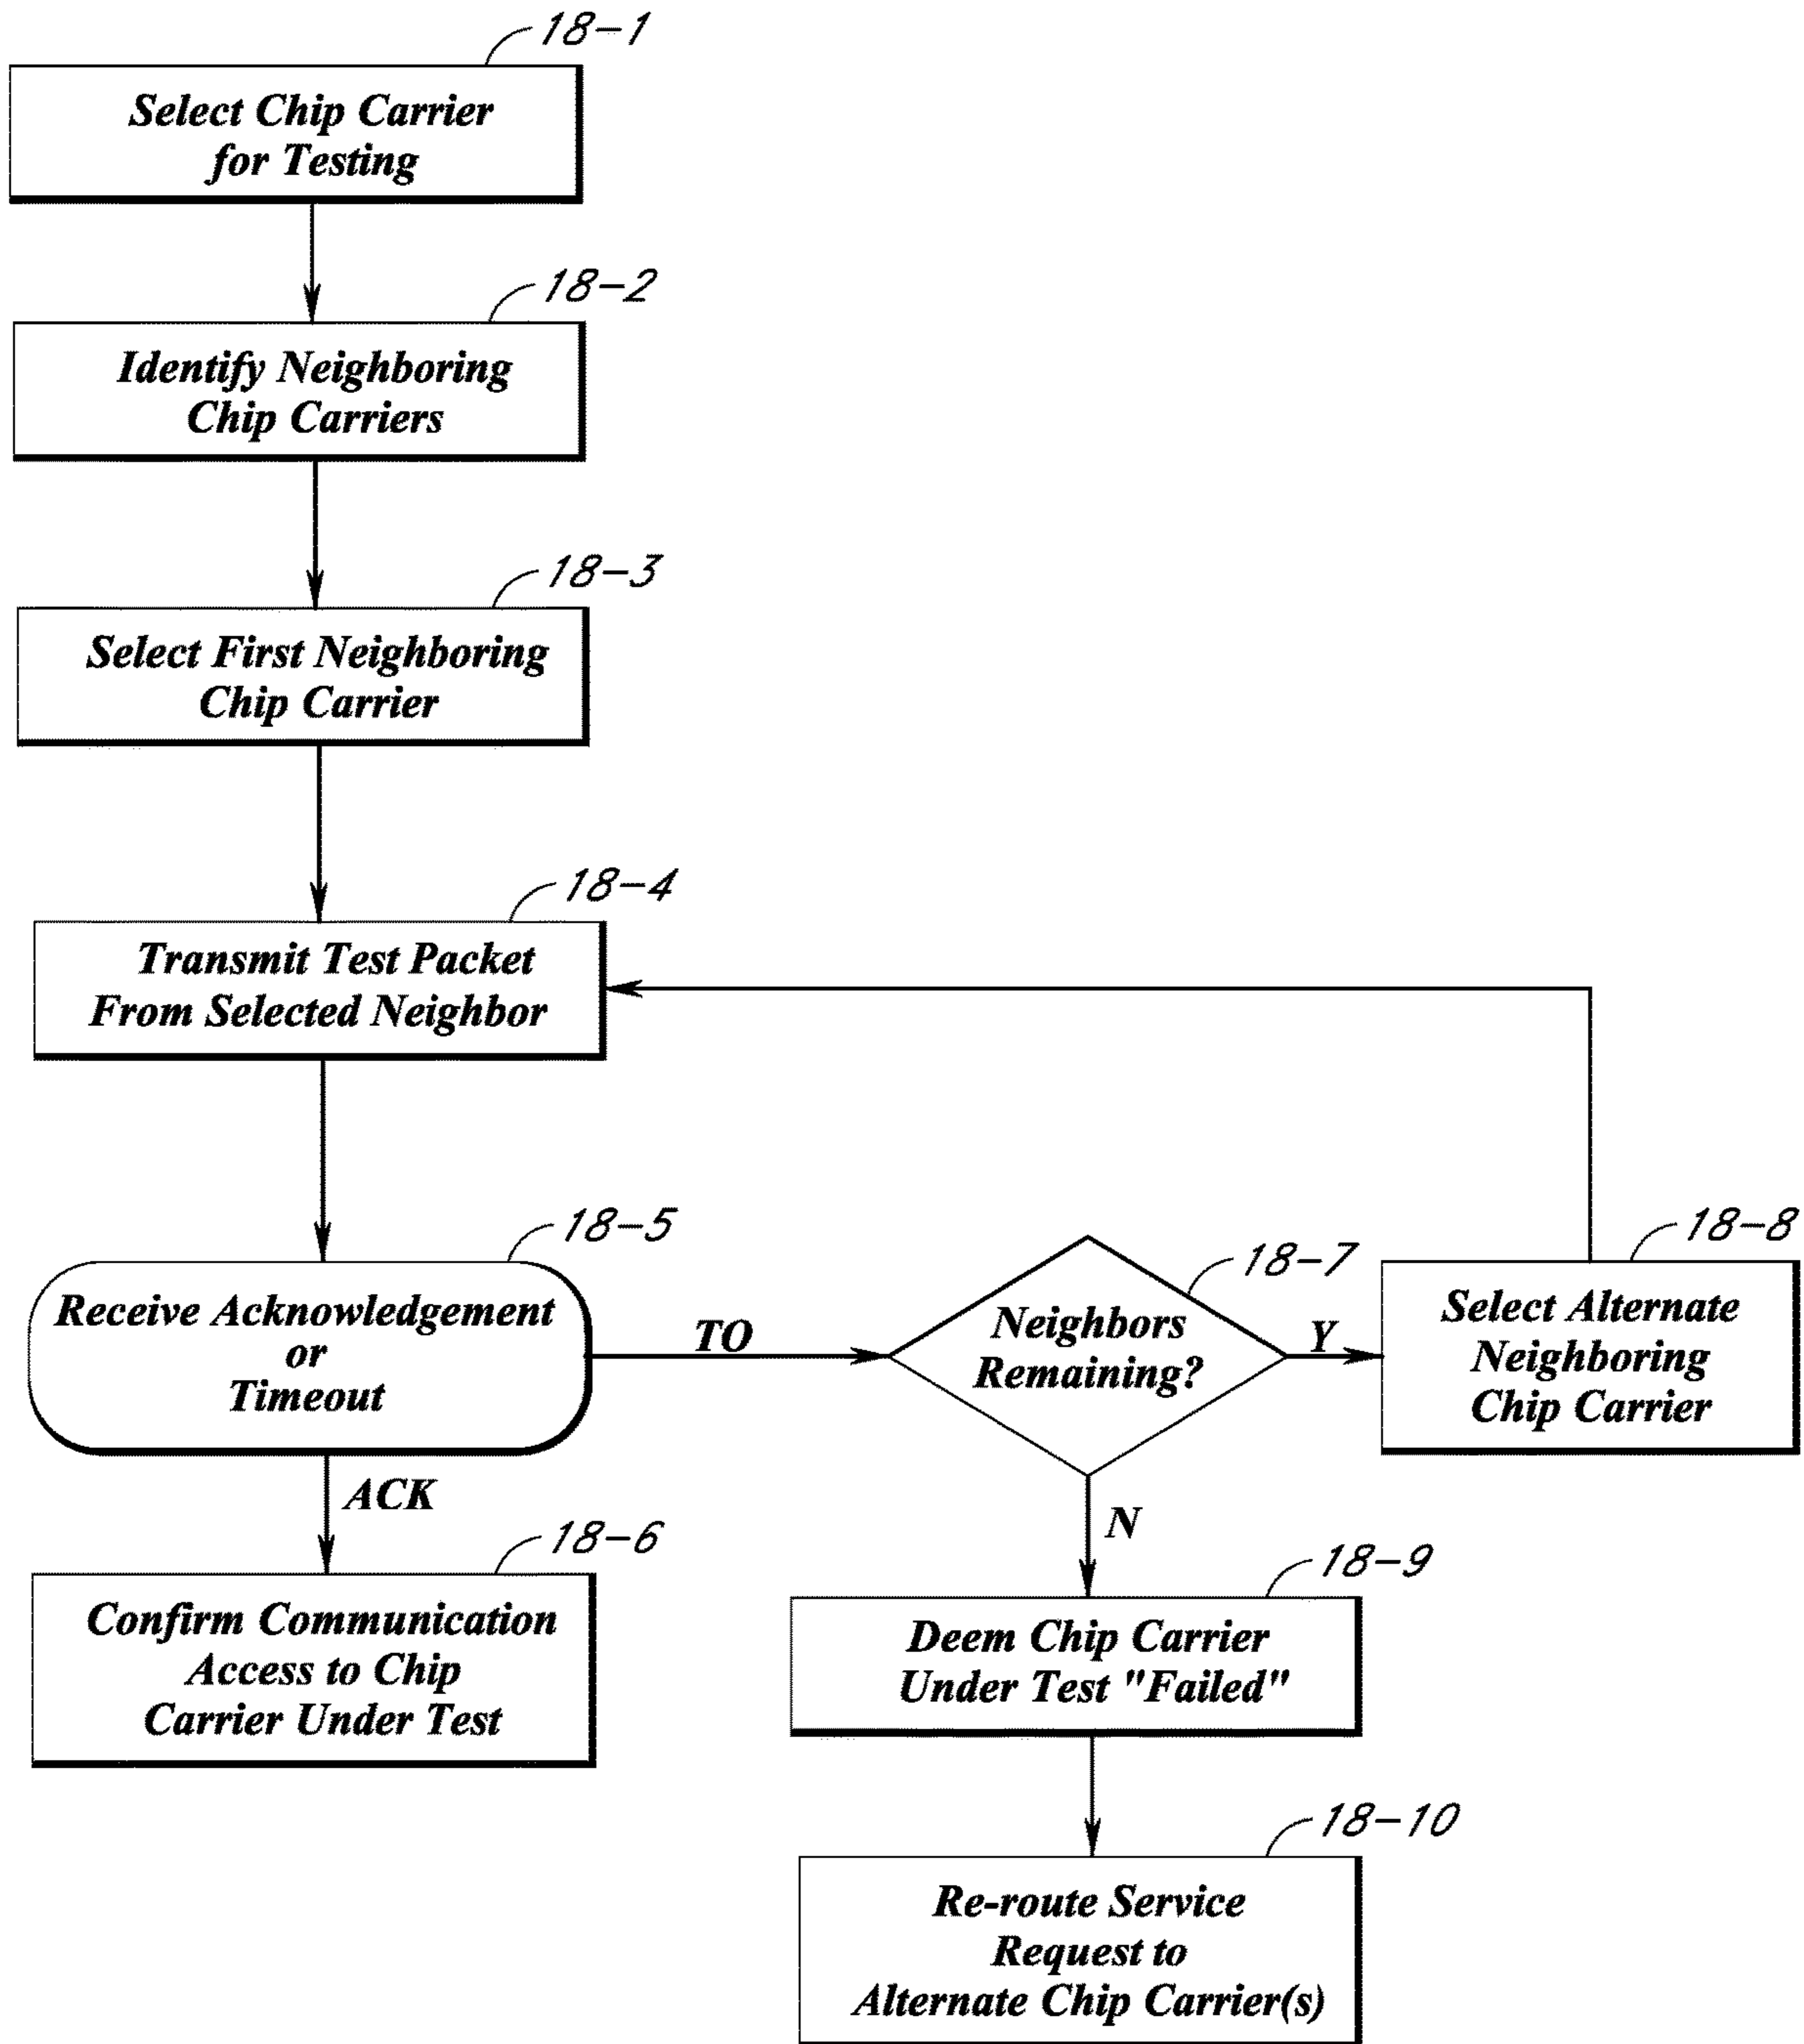 18-1
Select Chip Carrier
for Testing
18-2
Identify Neighboring
Chip Carriers
18-3
Select First Neighboring
Chip Carrier
18-4
Transmit Test Packet
From Selected Neighbor
18-5
Receive Acknowledgement
or
Timeout
TO
ACK
18-6
Confirm Communication
Access to Chip
Carrier Under Test
18-7
Neighbors
Remaining?
Y
N
18-8
Select Alternate
Neighboring
Chip Carrier
18-9
Deem Chip Carrier
Under Test "Failed"
18-10
Re-route Service
Request to
Alternate Chip Carrier(s)